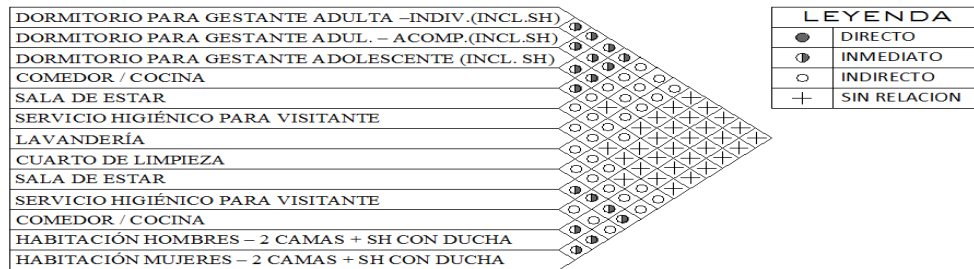 DORMITORIO PARA GESTANTE ADULTA –INDIV.(INCL.SH)
DORMITORIO PARA GESTANTE ADUL. – ACOMP.(INCL.SH)
DORMITORIO PARA GESTANTE ADOLESCENTE (INCL. SH)
COMEDOR / COCINA
SALA DE ESTAR
SERVICIO HIGIÉNICO PARA VISITANTE
LAVANDERÍA
CUARTO DE LIMPIEZA
SALA DE ESTAR
SERVICIO HIGIÉNICO PARA VISITANTE
COMEDOR / COCINA
HABITACIÓN HOMBRES – 2 CAMAS + SH CON DUCHA
HABITACIÓN MUJERES – 2 CAMAS + SH CON DUCHA
LEYENDA
DIRECTO
INMEDIATO
INDIRECTO
SIN RELACION